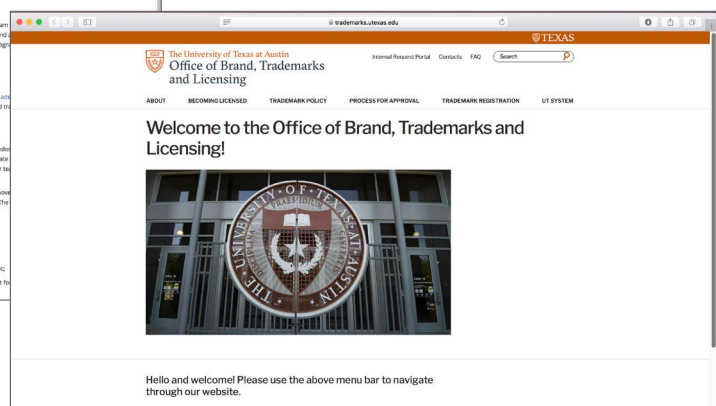 trademarks.utexas.edu
TEXAS
The University of Texas at Austin
Office of Brand, Trademarks
and Licensing
Internal Request Portal Contacts FAQ Search
ABOUT BECOMING LICENSED TRADEMARK POLICY PROCESS FOR APPROVAL TRADEMARK REGISTRATION UT SYSTEM
Welcome to the Office of Brand, Trademarks and
Licensing!
THE UNIVERSITY OF TEXAS AT AUSTIN
PRAESIDIUM
Hello and welcome! Please use the above menu bar to navigate
through our website.